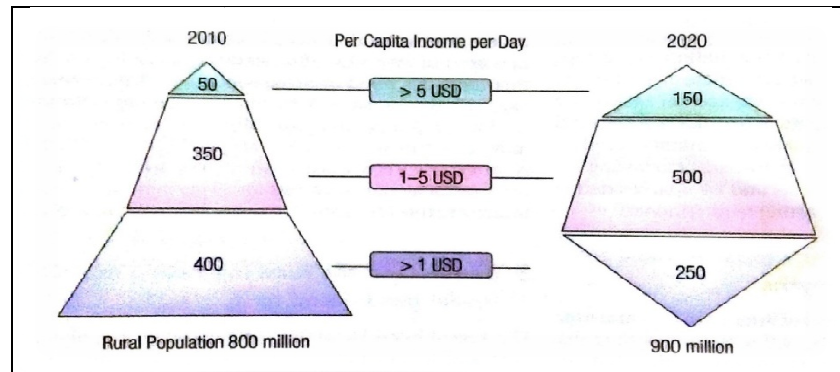 2010
Per Capita Income per Day
2020
50
> 5 USD
150
350
1–5 USD
500
400
> 1 USD
250
Rural Population 800 million
900 million